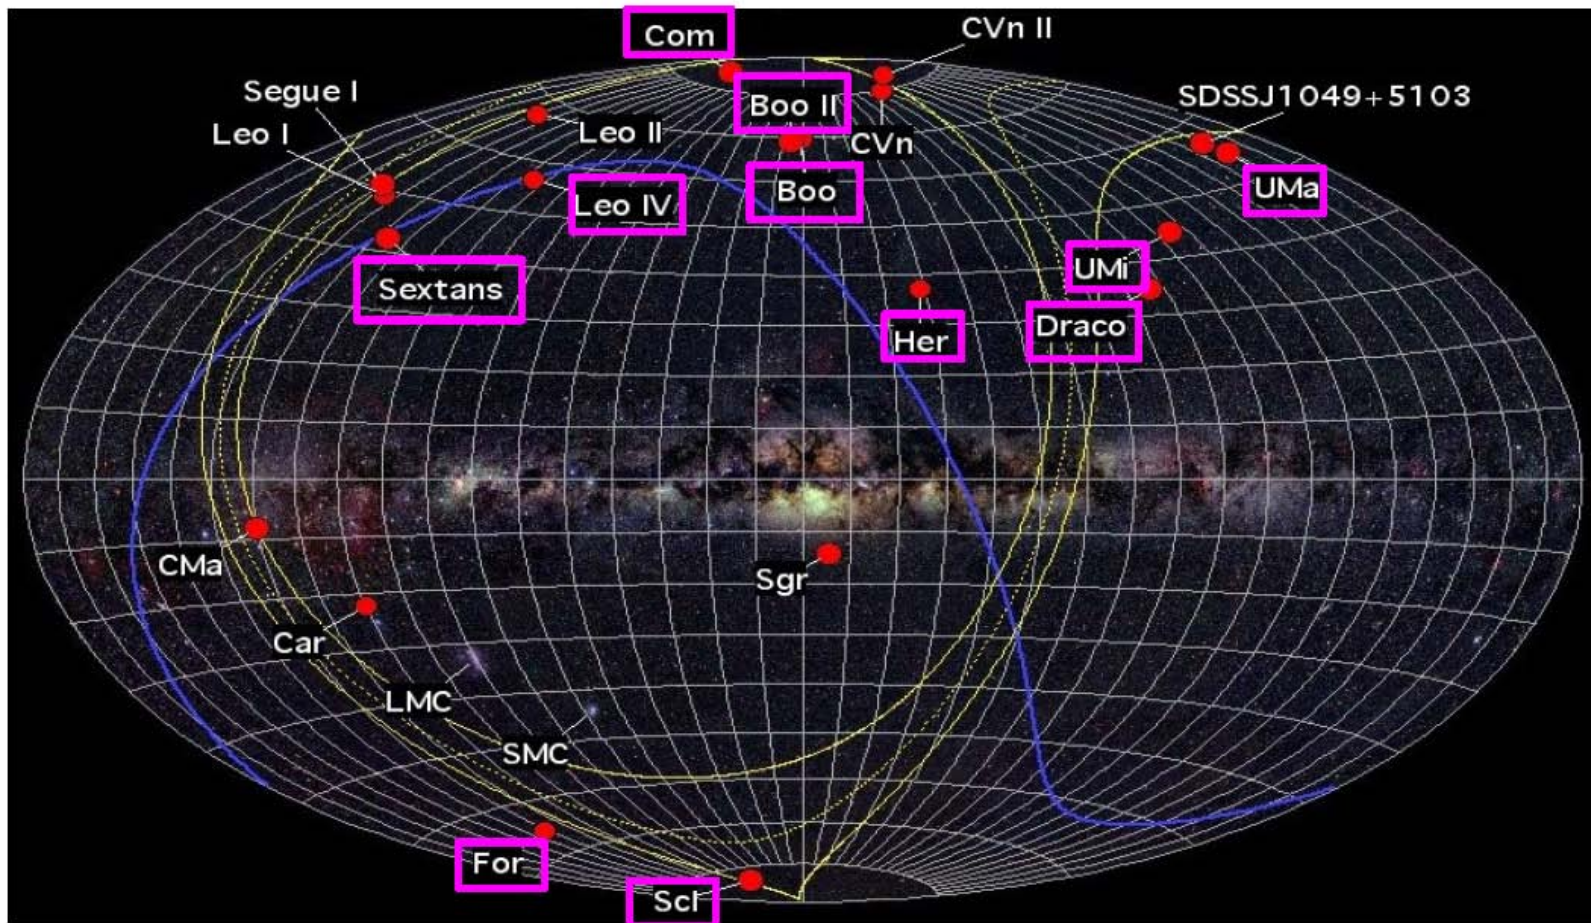 Com
CVn II
Segue I
Boo II
SDSSJ1049+5103
Leo I
Leo II
CVn
Leo IV
Boo
UMa
UMi
Sextans
Draco
Her
CMa
Sgr
Car
LMC
SMC
For
Scl